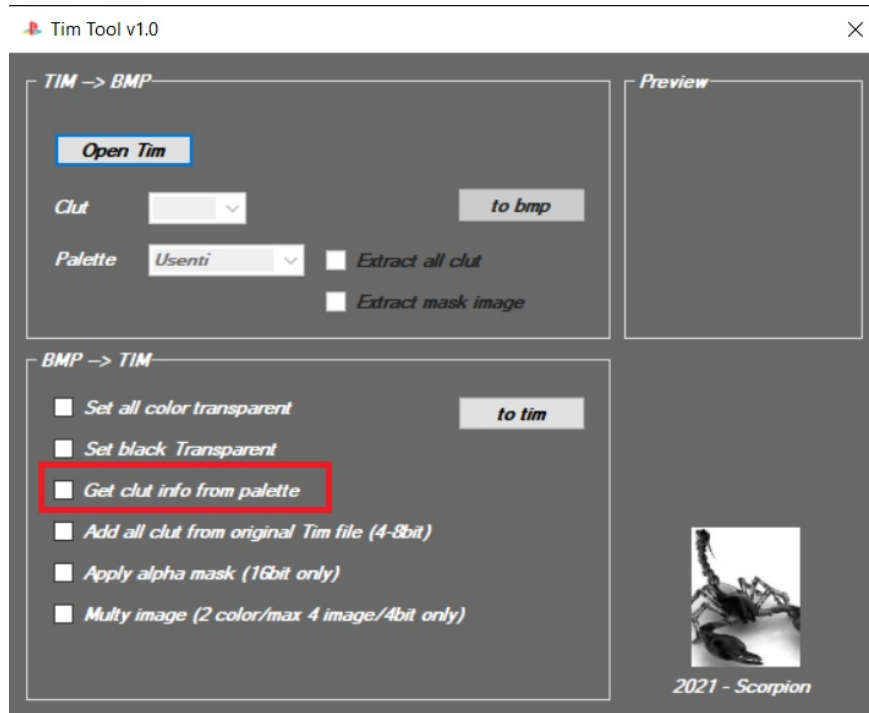 Tim Tool v1.0
TIM --> BMP
Preview
Open Tim
Clut
to bmp
Palette
Usenti
Extract all clut
Extract mask image
BMP --> TIM
Set all color transparent
to tim
Set black Transparent
Get clut info from palette
Add all clut from original Tim file (4-8bit)
Apply alpha mask (16bit only)
Multy image (2 color/max 4 image/4bit only)
2021 - Scorpion